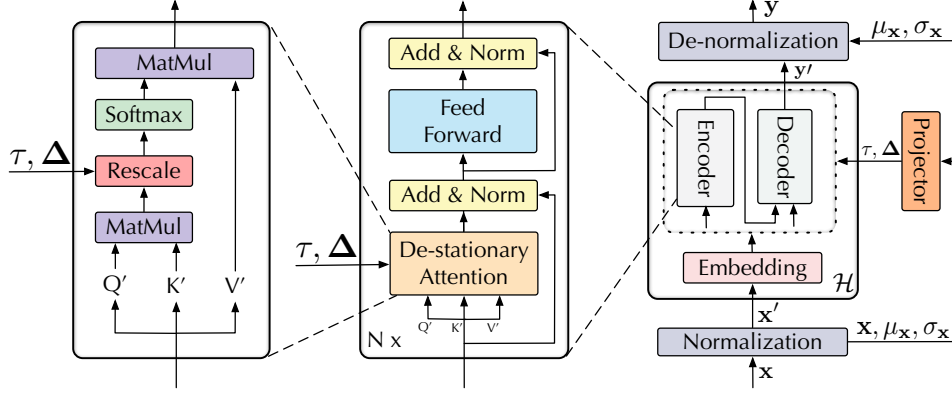 MatMul
Softmax
τ, Δ
Rescale
MatMul
Q′ K′ V′
Add & Norm
Feed
Forward
Add & Norm
τ, Δ
De-stationary
Attention
Q′ K′ V′
N x
y
De-normalization
μx, σx
y′
Encoder
Decoder
τ, Δ
Projector
Embedding
ℋ
x′
Normalization
x, μx, σx
x